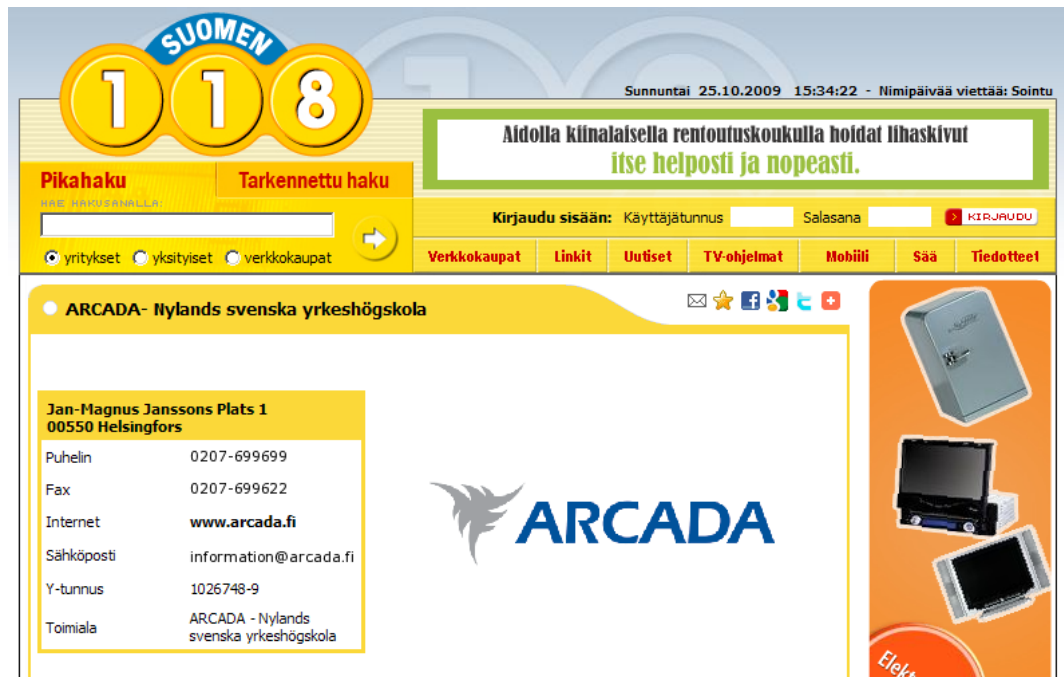 SUOMEN
118
Sunnuntai 25.10.2009 15:34:22 - Nimipäivää viettää: Sointu
Aidolla kiinalaisella rentoutuskoukulla hoidat lihaskivut
itse helposti ja nopeasti.
Pikahaku
Tarkennettu haku
HAE HAKUSANALLA:
yritykset yksityiset verkkokaupat
Kirjaudu sisään: Käyttäjätunnus Salasana KIRJAUDU
Verkkokaupat Linkit Uutiset TV-ohjelmat Mobiili Sää Tiedotteet
ARCADA- Nylands svenska yrkeshögskola
Jan-Magnus Janssons Plats 1
00550 Helsingfors
Puhelin 0207-699699
Fax 0207-699622
Internet www.arcada.fi
Sähköposti information@arcada.fi
Y-tunnus 1026748-9
Toimiala ARCADA - Nylands
svenska yrkeshögskola
ARCADA